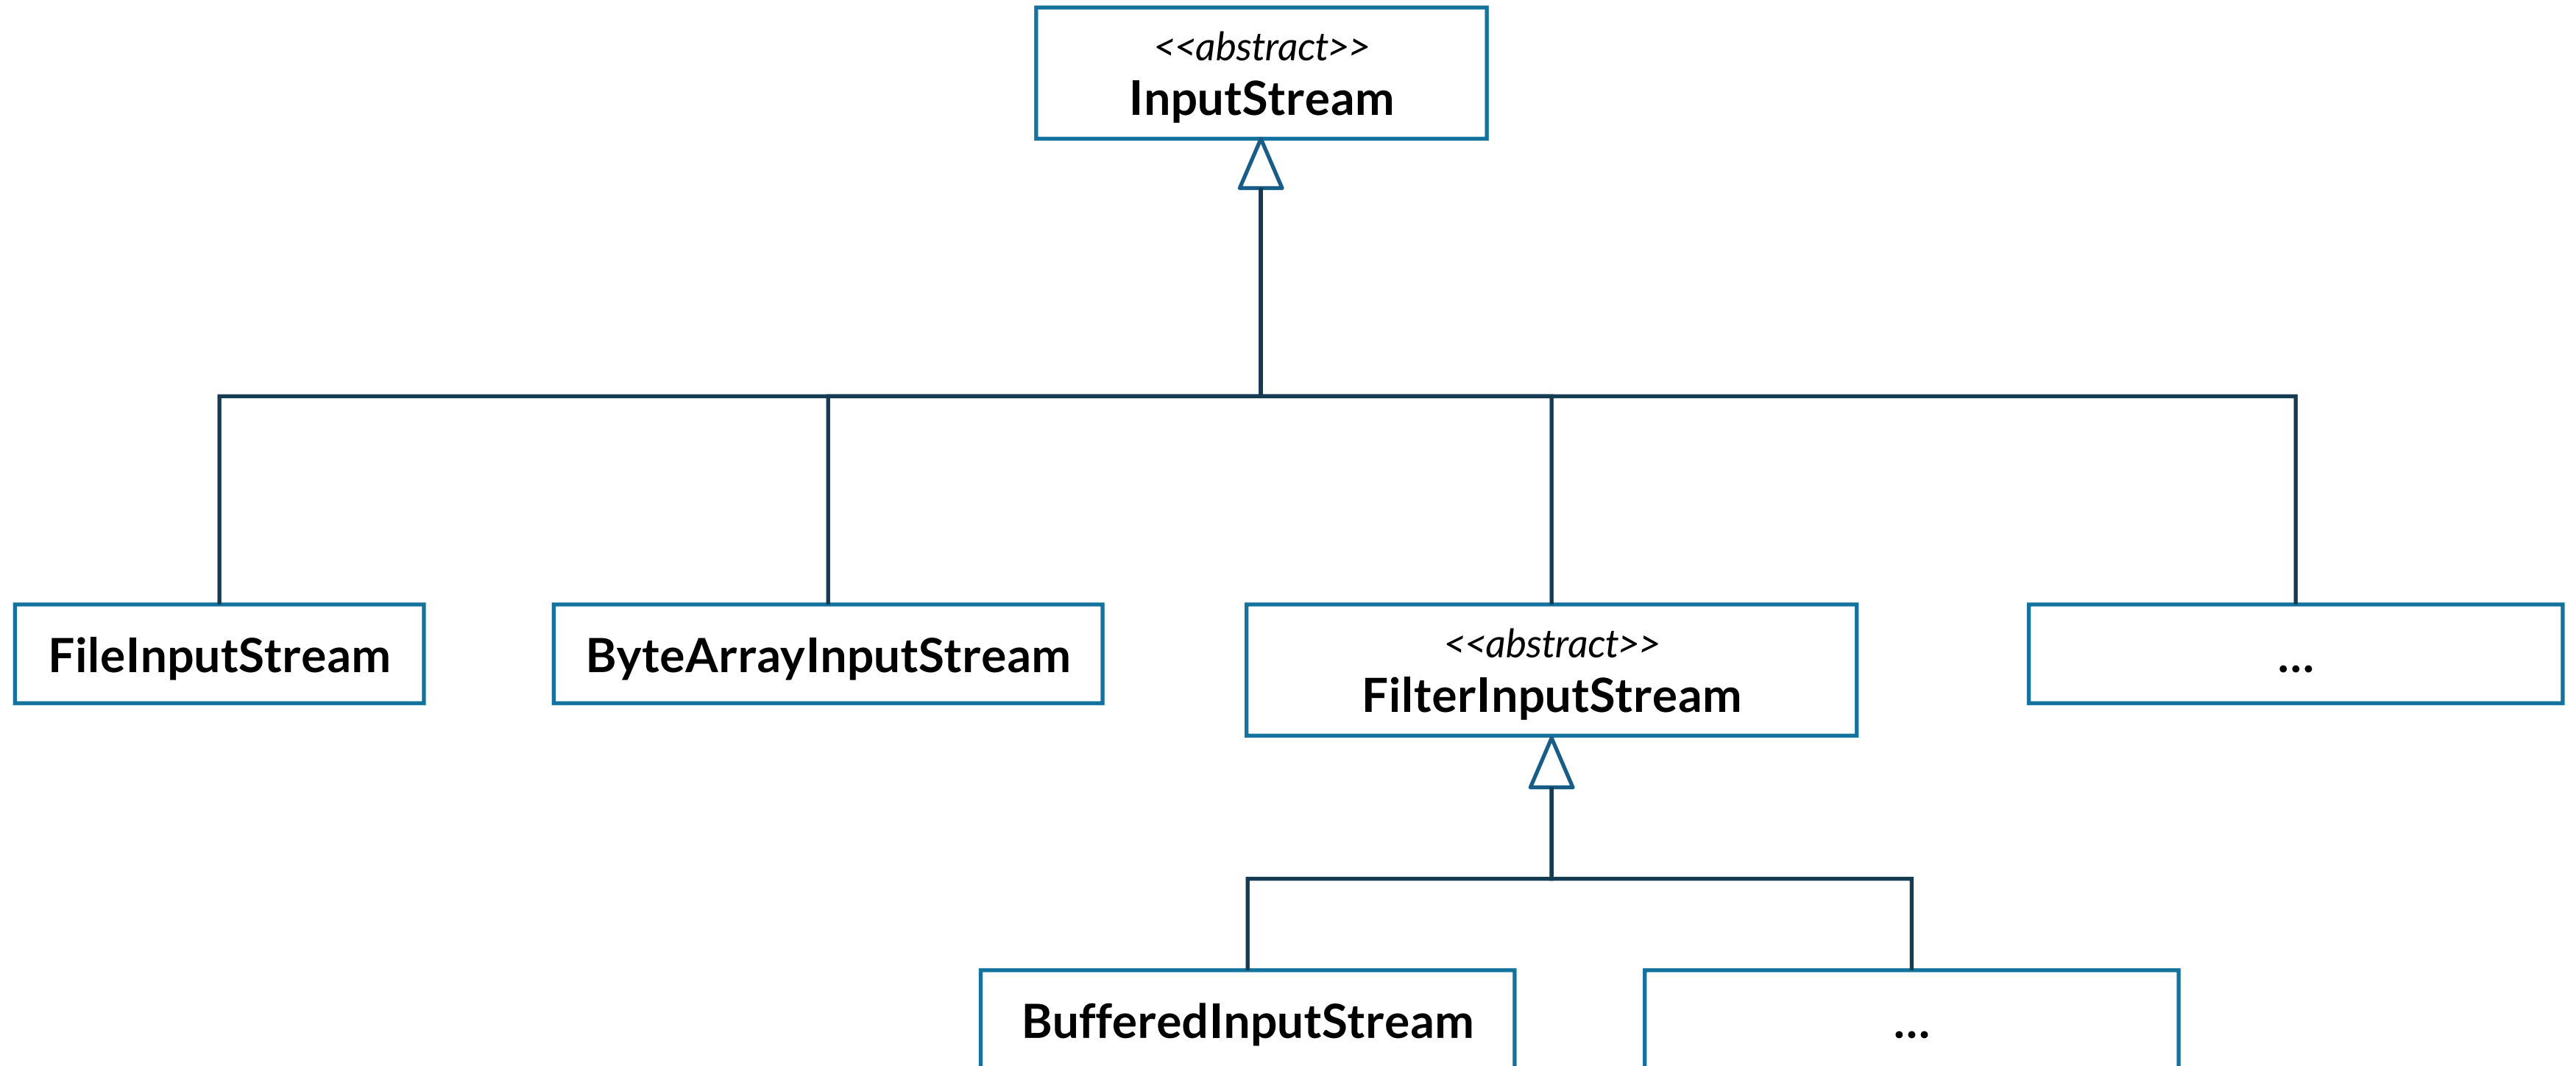 <<abstract>>
InputStream
FileInputStream
ByteArrayInputStream
<<abstract>>
FilterInputStream
...
BufferedInputStream
...